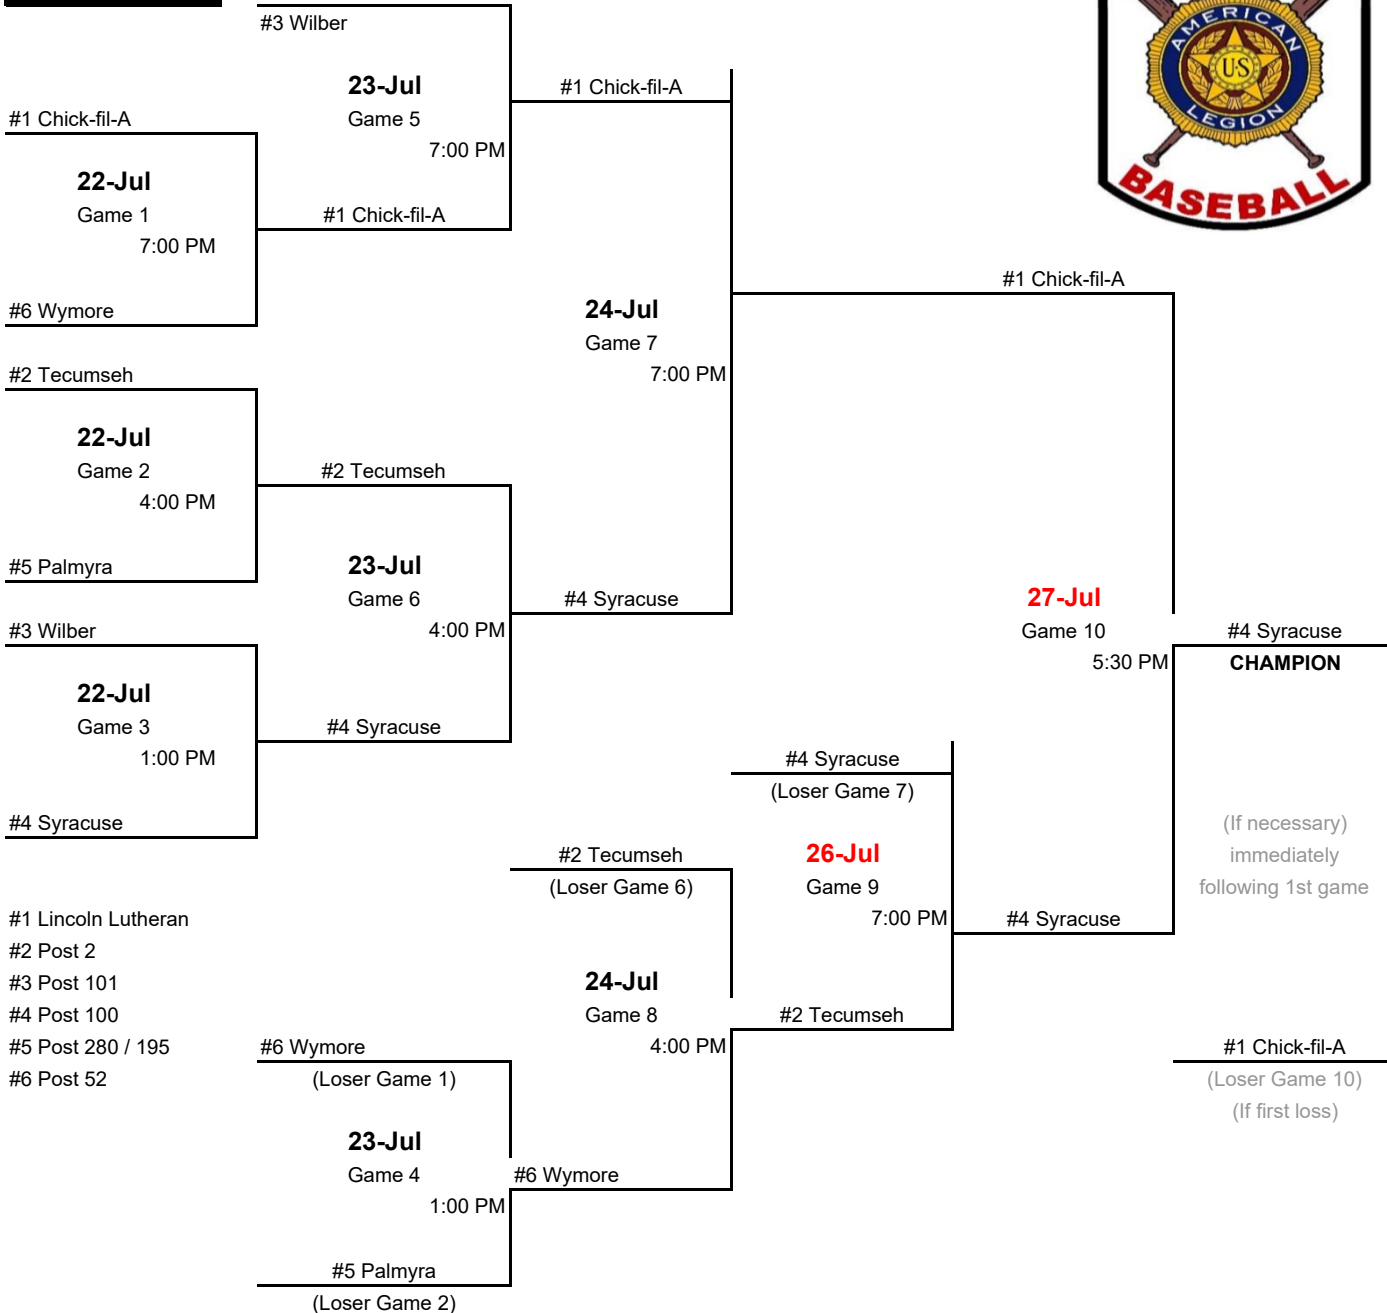 #3 Wilber
23-Jul
Game 5
7:00 PM
#1 Chick-fil-A
#1 Chick-fil-A
22-Jul
Game 1
7:00 PM
#1 Chick-fil-A
#6 Wymore
AMERICAN
U·S
LEGION
BASEBALL
#1 Chick-fil-A
24-Jul
Game 7
7:00 PM
#2 Tecumseh
22-Jul
Game 2
4:00 PM
#2 Tecumseh
#5 Palmyra
23-Jul
Game 6
4:00 PM
#4 Syracuse
#3 Wilber
22-Jul
Game 3
1:00 PM
#4 Syracuse
#4 Syracuse
27-Jul
Game 10
5:30 PM
#4 Syracuse
CHAMPION
#4 Syracuse
(Loser Game 7)
26-Jul
Game 9
7:00 PM
#4 Syracuse
(If necessary)
immediately
following 1st game
#2 Tecumseh
(Loser Game 6)
24-Jul
Game 8
4:00 PM
#2 Tecumseh
#1 Lincoln Lutheran
#2 Post 2
#3 Post 101
#4 Post 100
#5 Post 280 / 195
#6 Post 52
#6 Wymore
(Loser Game 1)
23-Jul
Game 4
1:00 PM
#6 Wymore
#5 Palmyra
(Loser Game 2)
#1 Chick-fil-A
(Loser Game 10)
(If first loss)